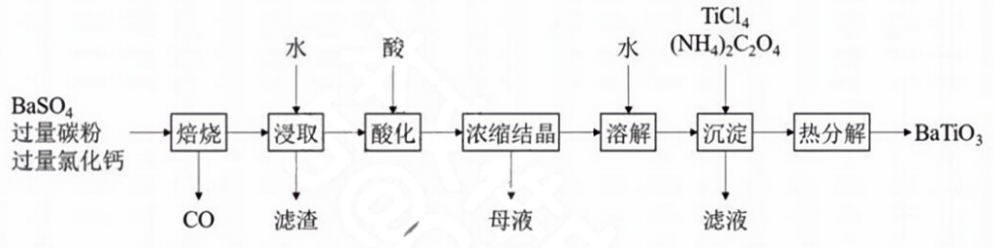 TiCl₄
(NH₄)₂C₂O₄
水
酸
水
BaSO₄
过量碳粉
过量氯化钙
焙烧
浸取
酸化
浓缩结晶
溶解
沉淀
热分解
BaTiO₃
CO
滤渣
母液
滤液